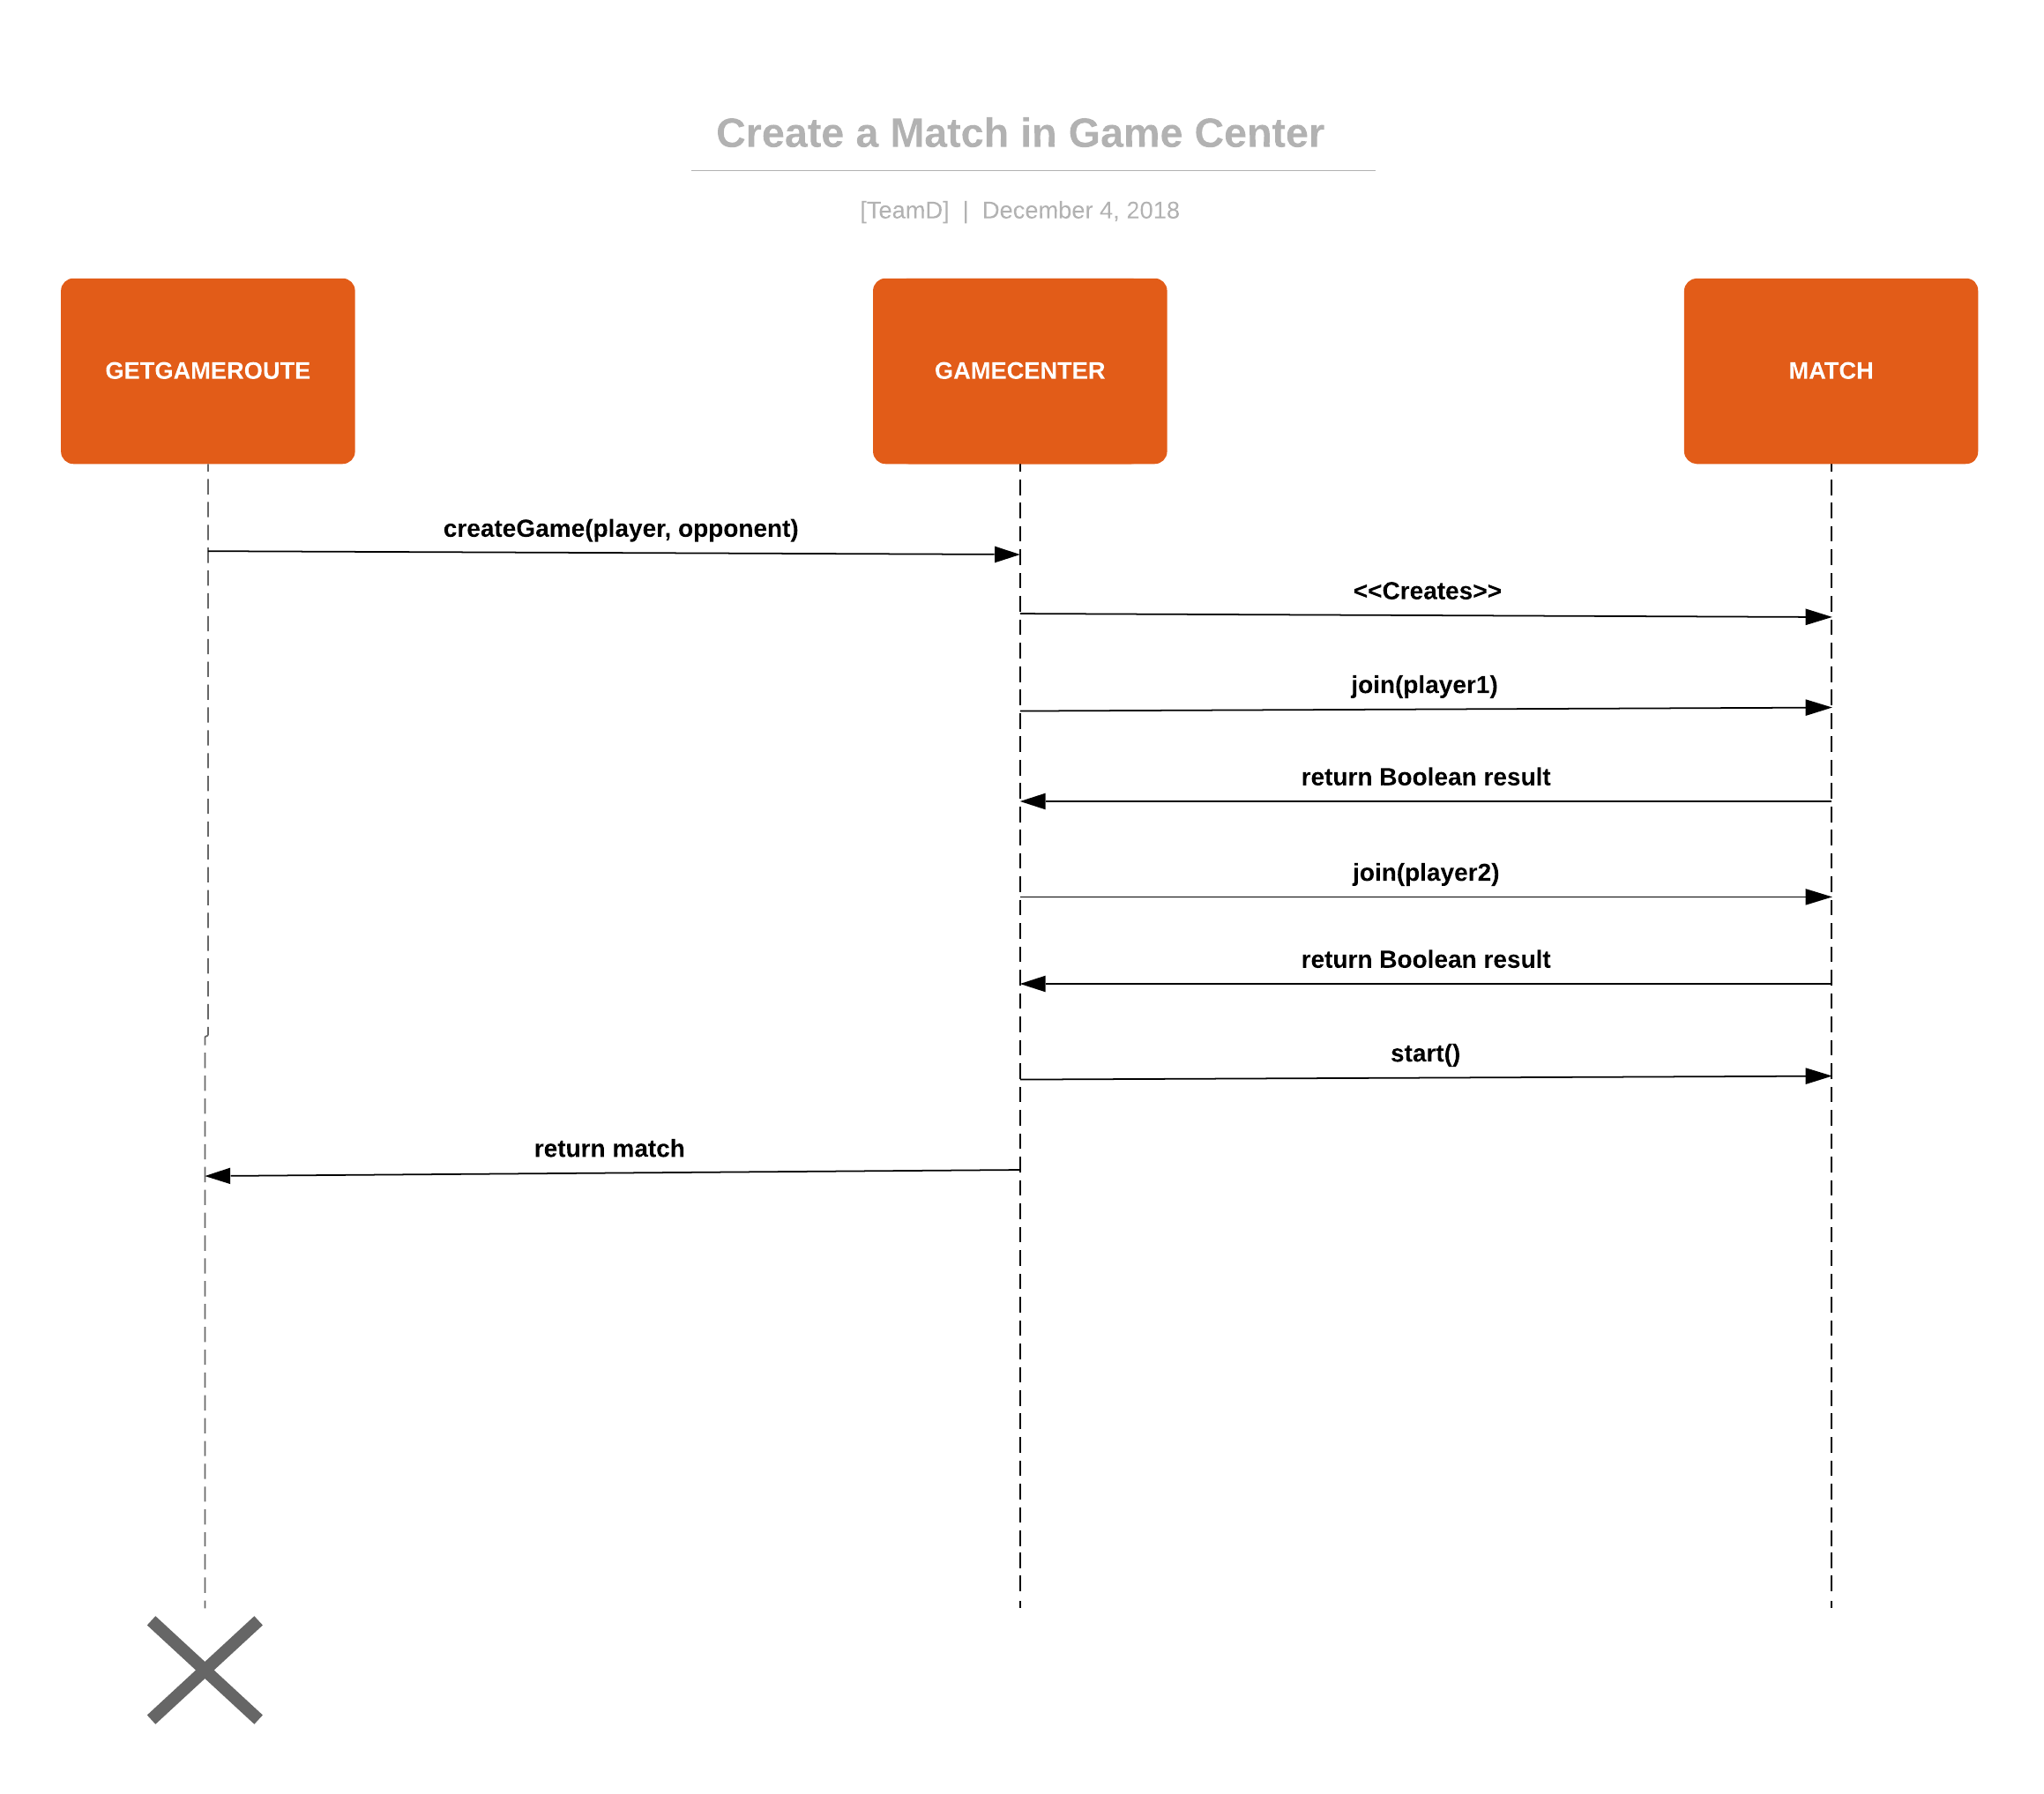 Create a Match in Game Center
[TeamD] | December 4, 2018
GETGAMEROUTE
GAMECENTER
MATCH
createGame(player, opponent)
<<Creates>>
join(player1)
return Boolean result
join(player2)
return Boolean result
start()
return match